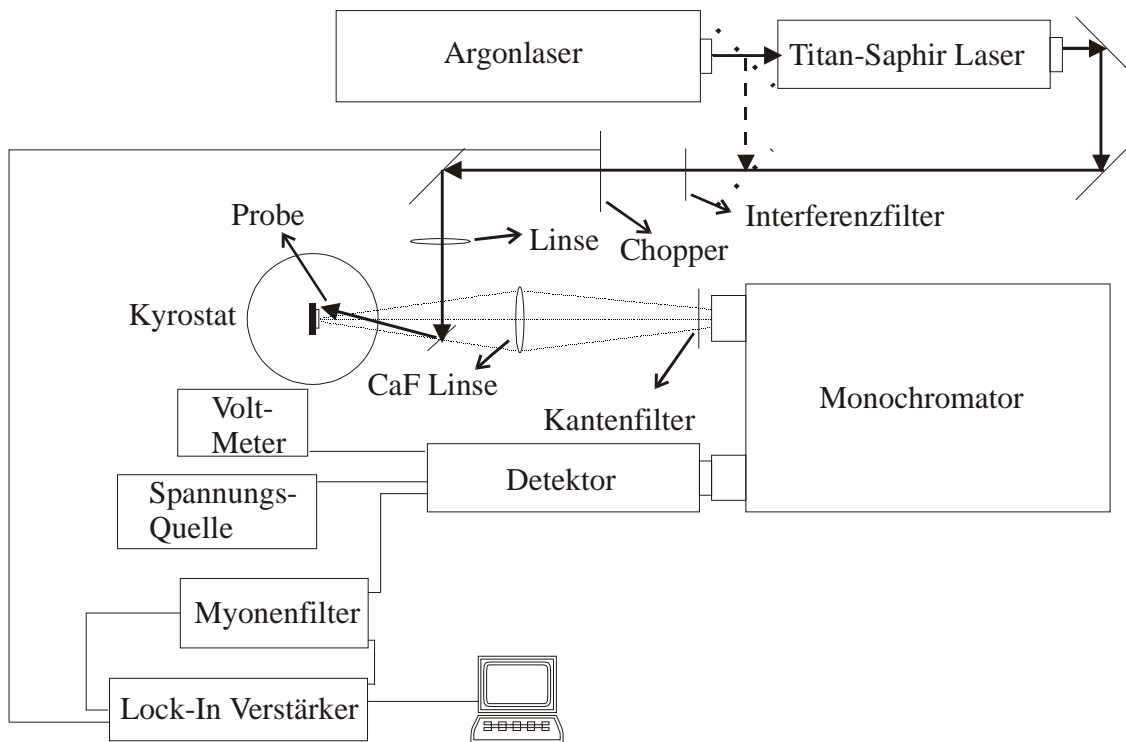 Argonlaser
Titan-Saphir Laser
Interferenzfilter
Chopper
Linse
Probe
Kyrostat
CaF Linse
Kantenfilter
Monochromator
Volt-
Meter
Detektor
Spannungs-
Quelle
Myonenfilter
Lock-In Verstärker